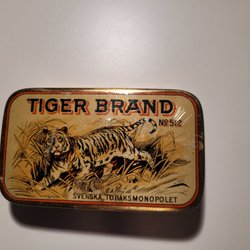 TIGER BRAND
No 512.
SVENSKA TOBAKSMONOPOLET